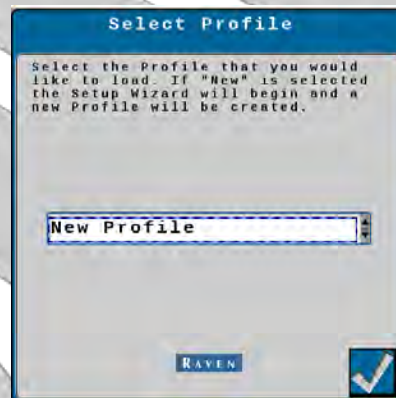 Select Profile
Select the Profile that you would
like to load. If "New" is selected
the Setup Wizard will begin and a
new Profile will be created.
New Profile
RAVEN